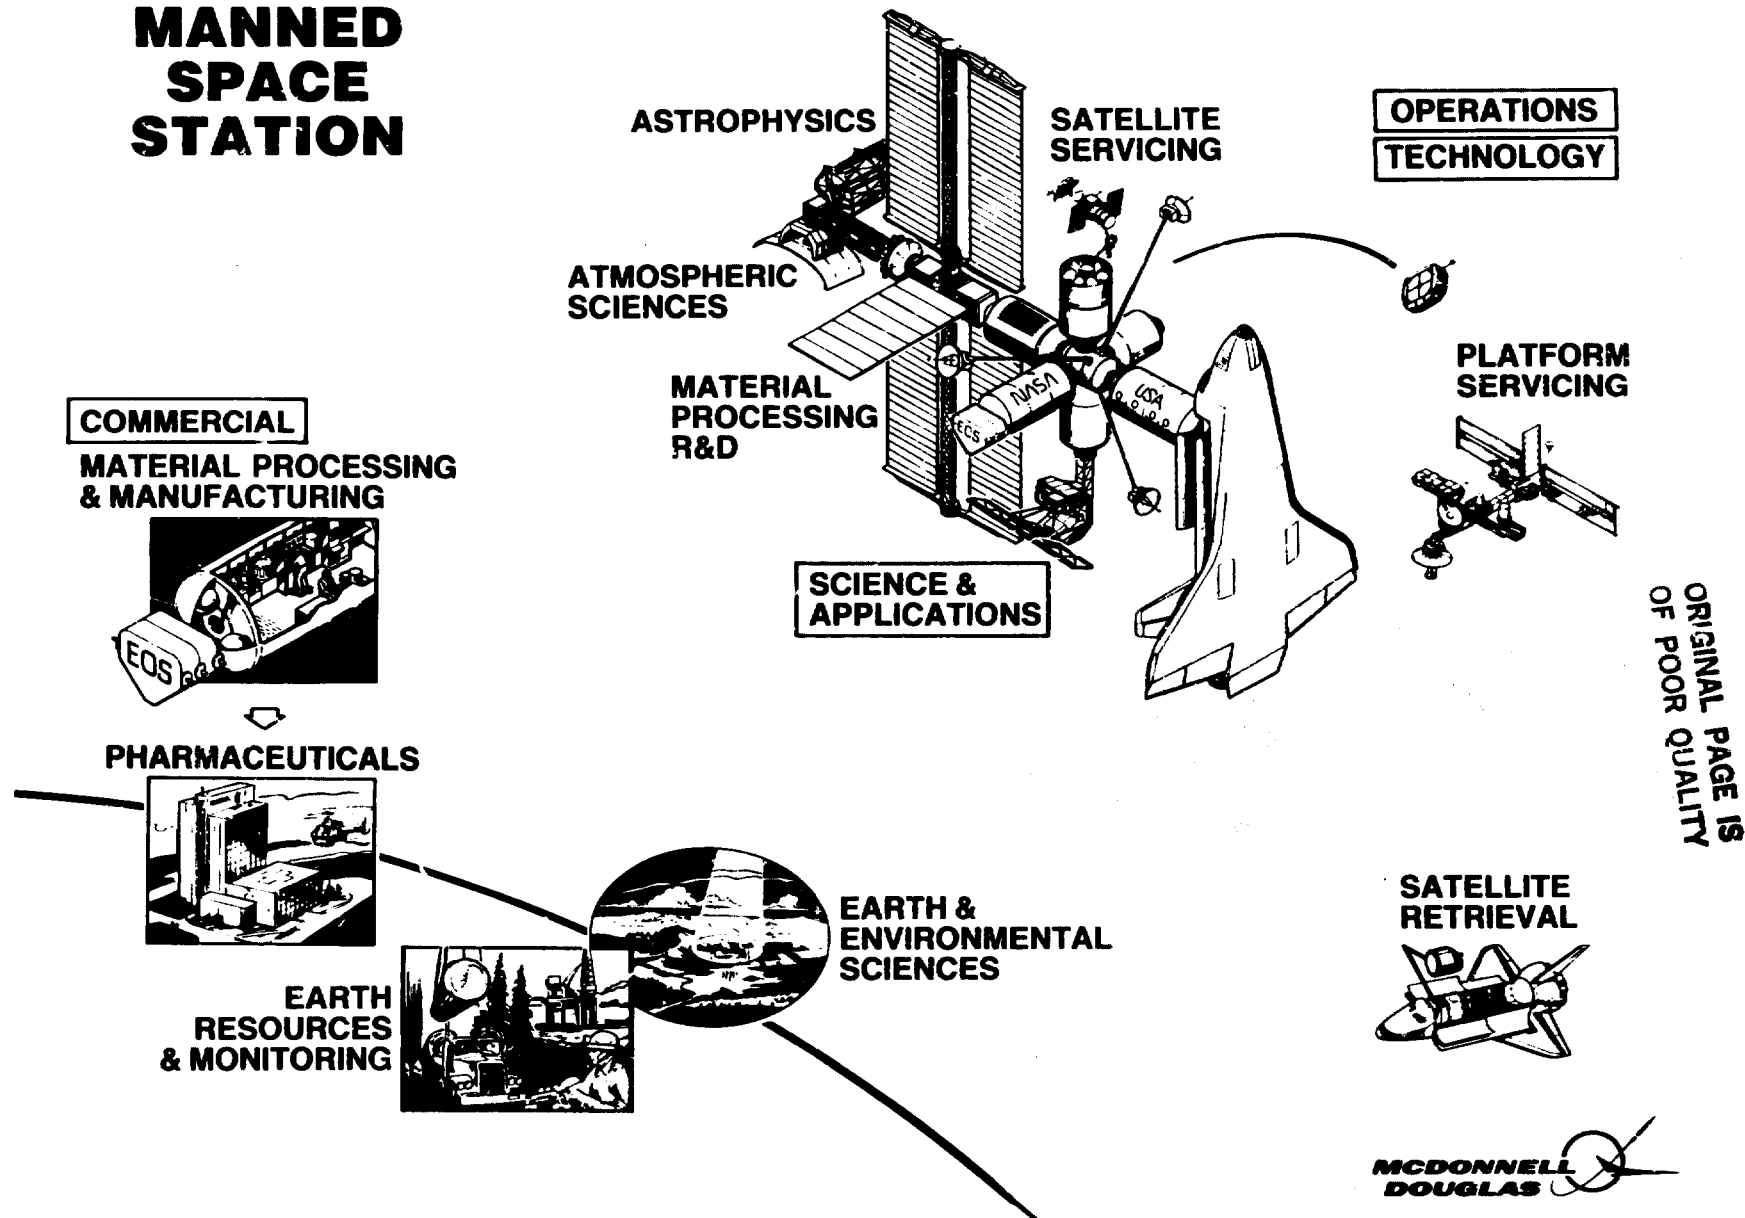 MANNED
SPACE
STATION
ASTROPHYSICS
SATELLITE
SERVICING
OPERATIONS
TECHNOLOGY
ATMOSPHERIC
SCIENCES
PLATFORM
SERVICING
MATERIAL
PROCESSING
R&D
NASA
USA
EOS
COMMERCIAL
MATERIAL PROCESSING
& MANUFACTURING
EOS
SCIENCE &
APPLICATIONS
ORIGINAL PAGE IS
OF POOR QUALITY
PHARMACEUTICALS
EARTH &
ENVIRONMENTAL
SCIENCES
EARTH
RESOURCES
& MONITORING
SATELLITE
RETRIEVAL
MCDONNELL
DOUGLAS